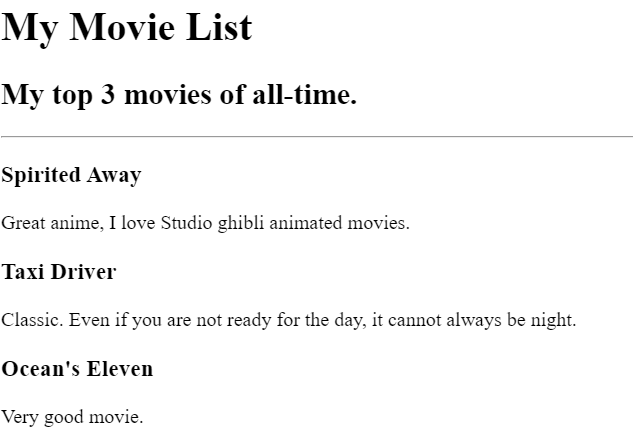 My Movie List
My top 3 movies of all-time.
Spirited Away
Great anime, I love Studio ghibli animated movies.
Taxi Driver
Classic. Even if you are not ready for the day, it cannot always be night.
Ocean's Eleven
Very good movie.